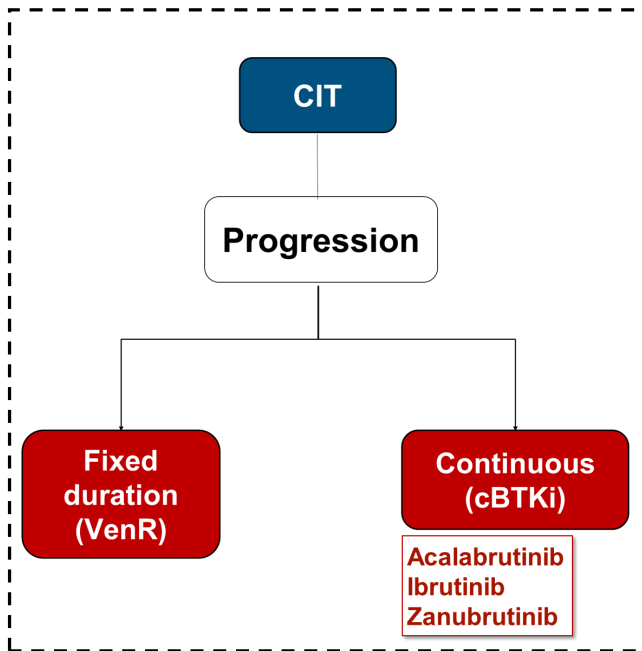 CIT
Progression
Fixed
duration
(VenR)
Continuous
(cBTKi)
Acalabrutinib
Ibrutinib
Zanubrutinib